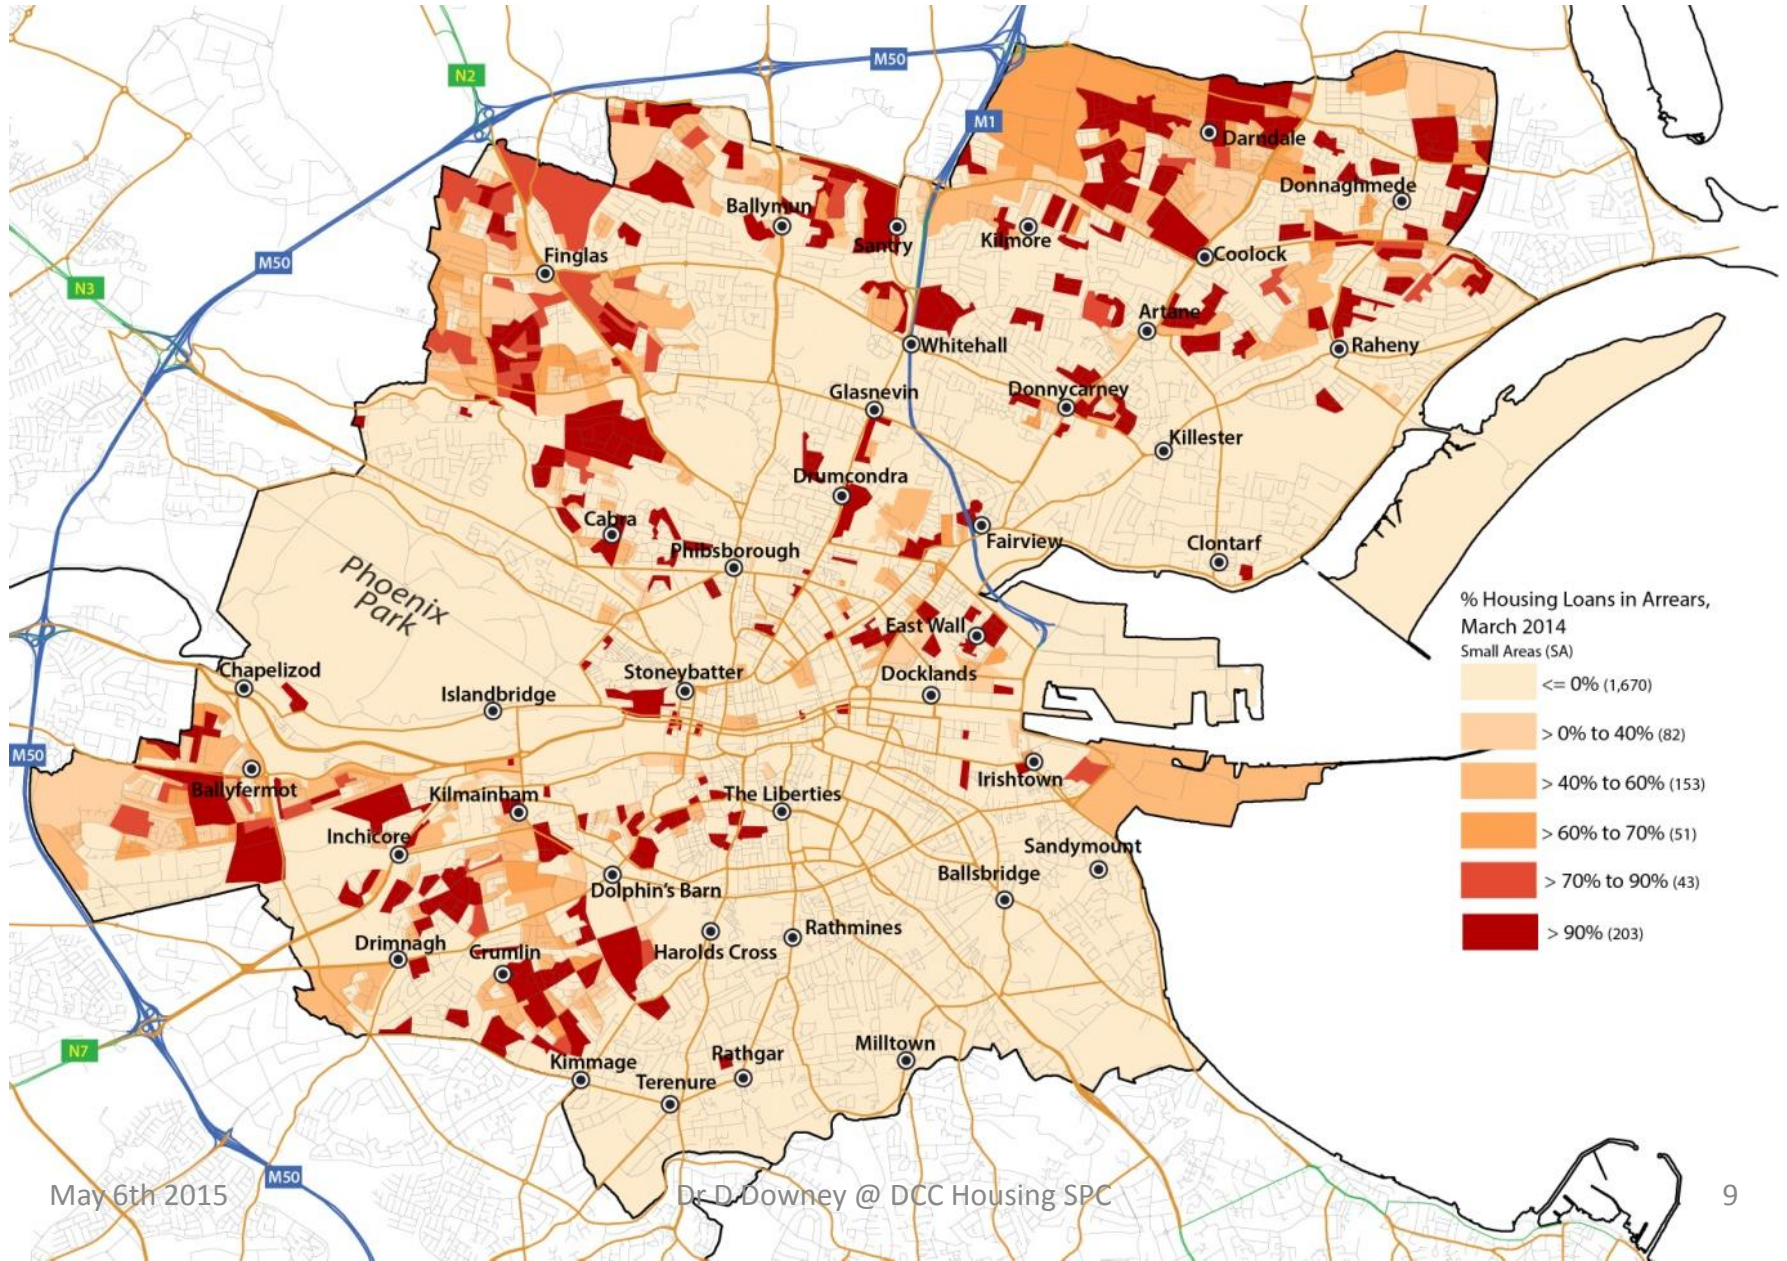 M50
N2
M1
Darndale
Donnaghmede
Ballymun
Santry
Kilmore
Coolock
Finglas
M50
N3
Artane
Whitehall
Raheny
Glasnevin
Donnycarney
Killester
Drumcondra
Cabra
Fairview
Phibsborough
Clontarf
Phoenix
Park
% Housing Loans in Arrears,
March 2014
Small Areas (SA)
<= 0% (1,670)
> 0% to 40% (82)
> 40% to 60% (153)
> 60% to 70% (51)
> 70% to 90% (43)
> 90% (203)
East Wall
Chapelizod
Stoneybatter
Docklands
Islandbridge
M50
Ballyfermot
Kilmainham
The Liberties
Irishtown
Inchicore
Sandymount
Ballsbridge
Dolphin's Barn
Rathmines
Drimnagh
Crumlin
Harolds Cross
N7
Kimmage
Rathgar
Milltown
Terenure
M50
May 6th 2015
Dr D Downey @ DCC Housing SPC
9